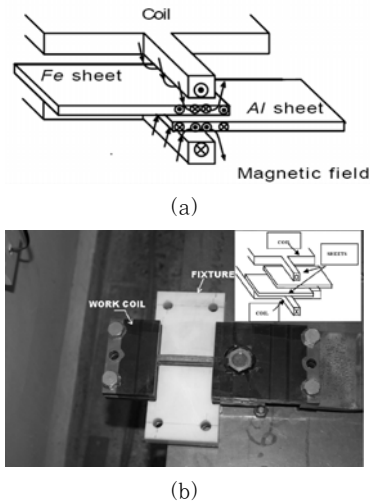 Coil
Fe sheet
Al sheet
Magnetic field
(a)
COIL
SHEETS
FIXTURE
WORK COIL
COIL
(b)